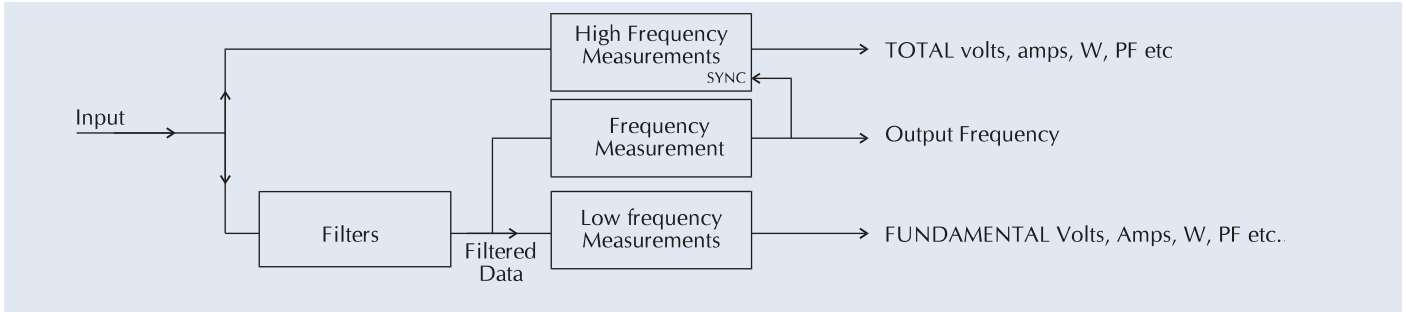 High Frequency
Measurements
SYNC
TOTAL volts, amps, W, PF etc
Input
Frequency
Measurement
Output Frequency
Filters
Filtered
Data
Low frequency
Measurements
FUNDAMENTAL Volts, Amps, W, PF etc..